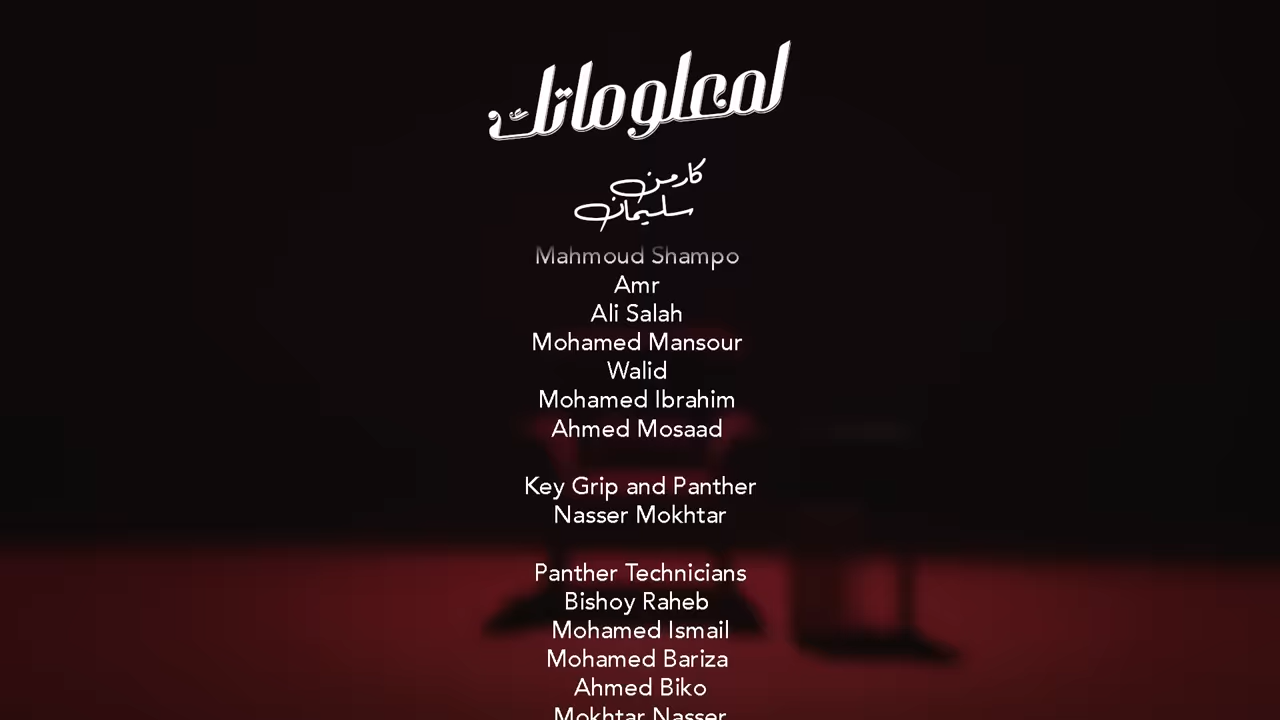 لمعلوماتك
كارمن
سليمان
Mahmoud Shampo
Amr
Ali Salah
Mohamed Mansour
Walid
Mohamed Ibrahim
Ahmed Mosaad
Key Grip and Panther
Nasser Mokhtar
Panther Technicians
Bishoy Raheb
Mohamed Ismail
Mohamed Bariza
Ahmed Biko
Mokhtar Nasser